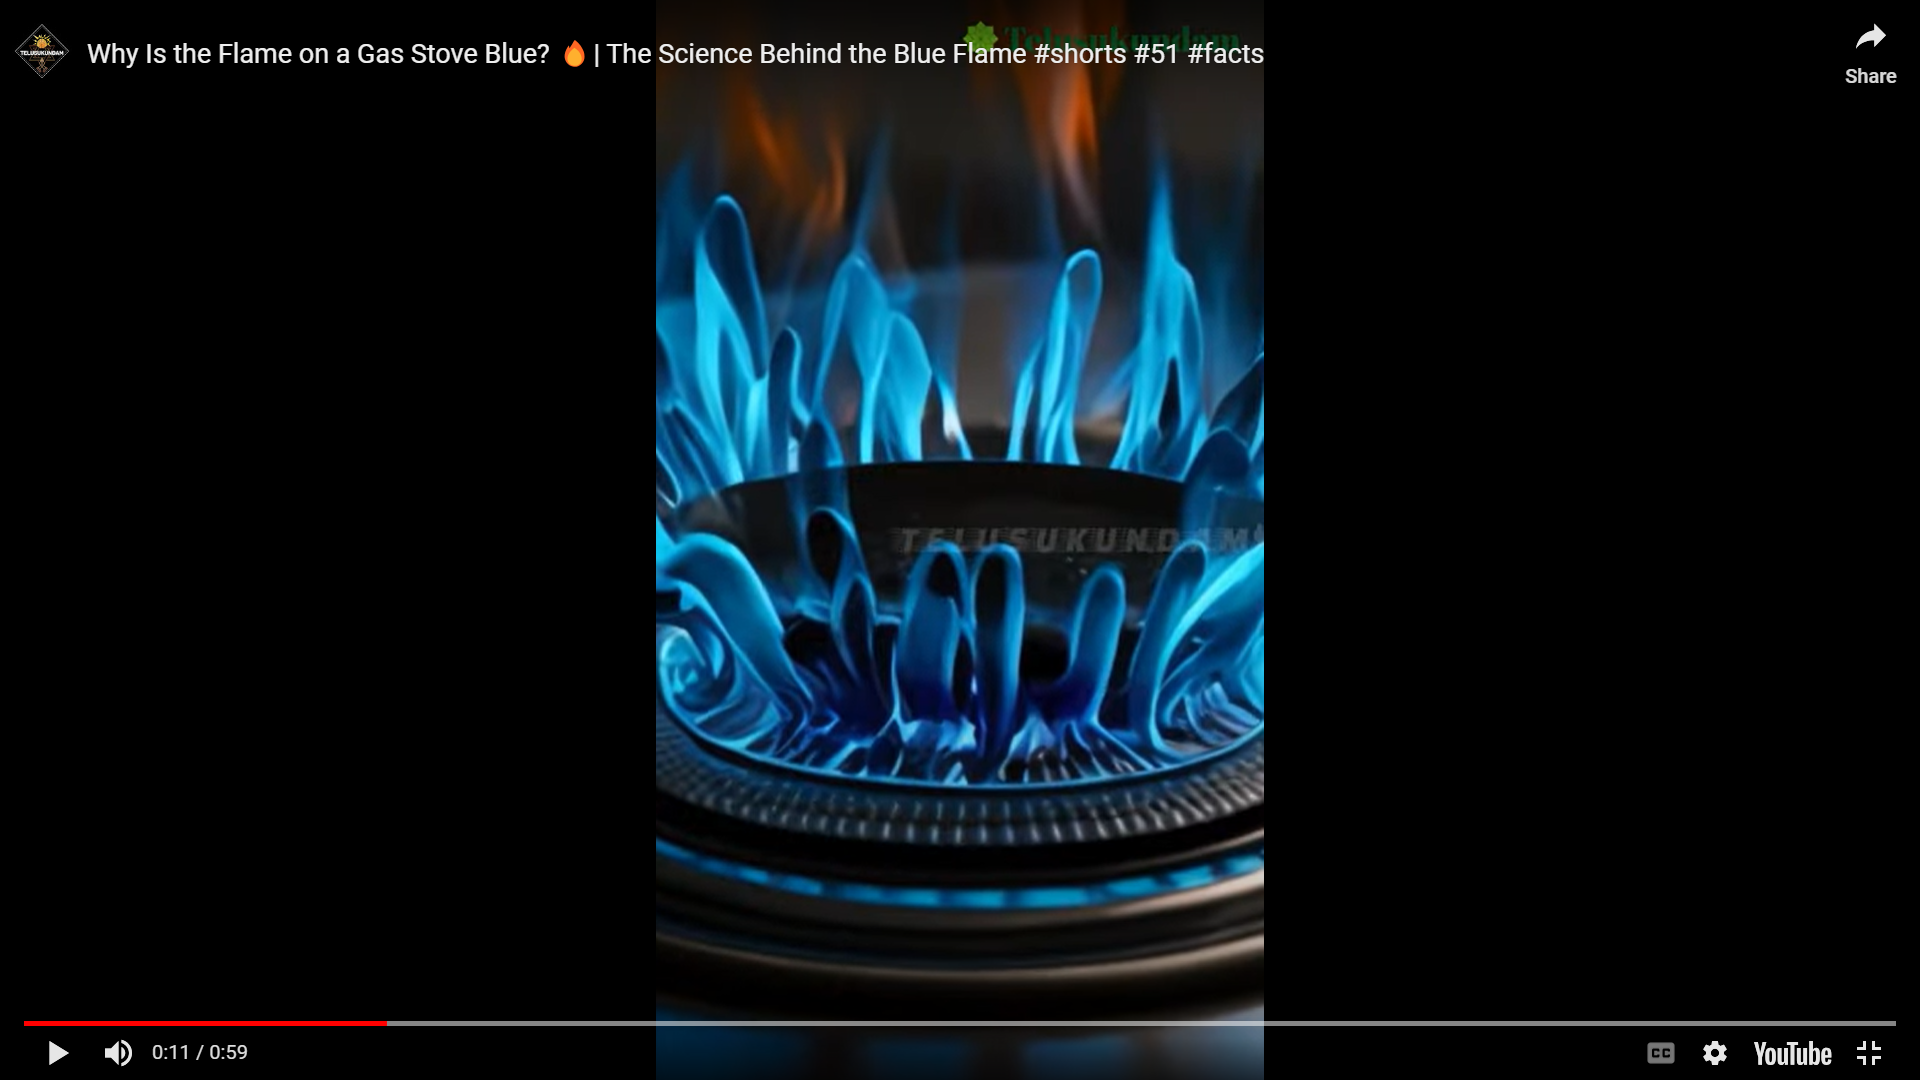 TELUSUKUNDAM
Why Is the Flame on a Gas Stove Blue? 🔥 | The Science Behind the Blue Flame #shorts #51 #facts
Telusukundam
Share
TELUSUKUNDAM
0:11 / 0:59
CC
YouTube